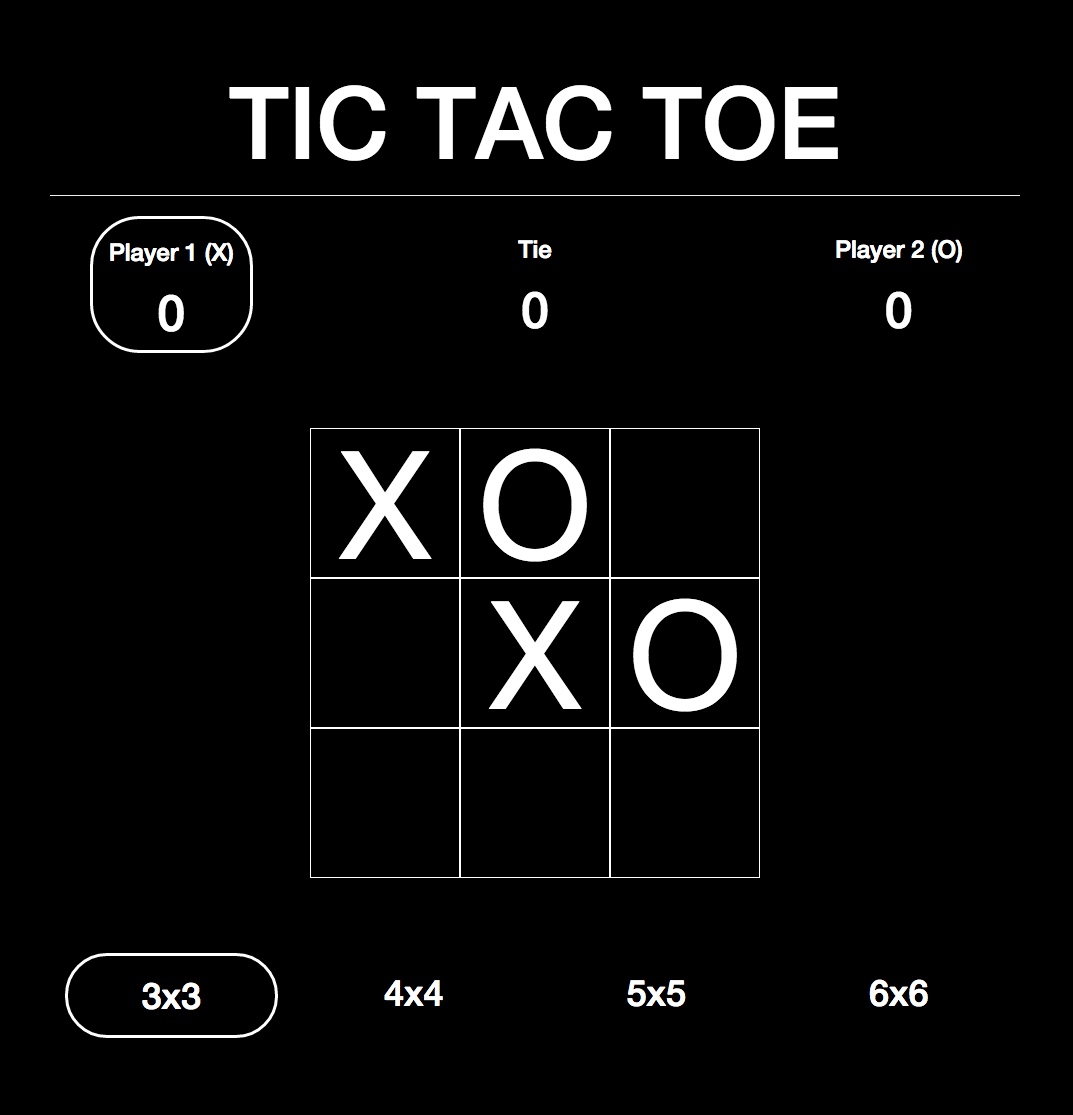 TIC TAC TOE
Player 1 (X) Tie Player 2 (O)
0 0 0
X O
X O
3x3 4x4 5x5 6x6